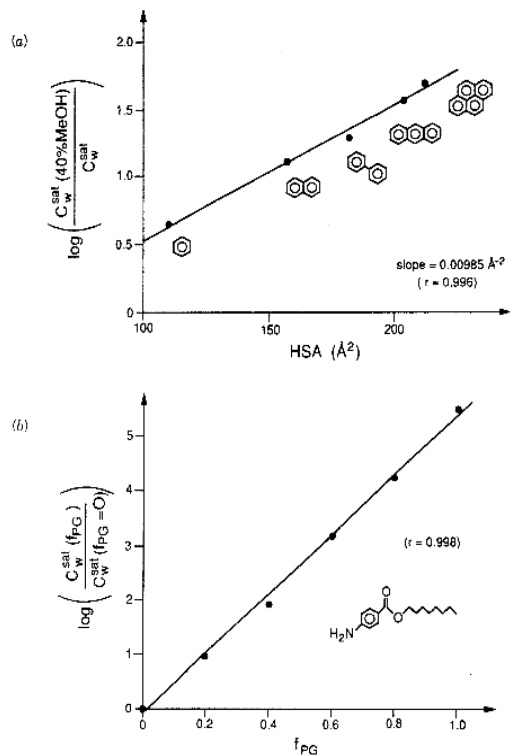 (a)
2.0
1.5
1.0
0.5
0
log ( C_w^sat (40%MeOH) / C_w^sat )
slope = 0.00985 Å⁻²
( r = 0.996)
100
150
200
HSA (Å²)
(b)
5
4
3
2
1
0
log ( C_w^sat (f_PG ) / C_w^sat (f_PG = O) )
(r = 0.998)
O
O
H₂N
0
0.2
0.4
0.6
0.8
1.0
f_PG